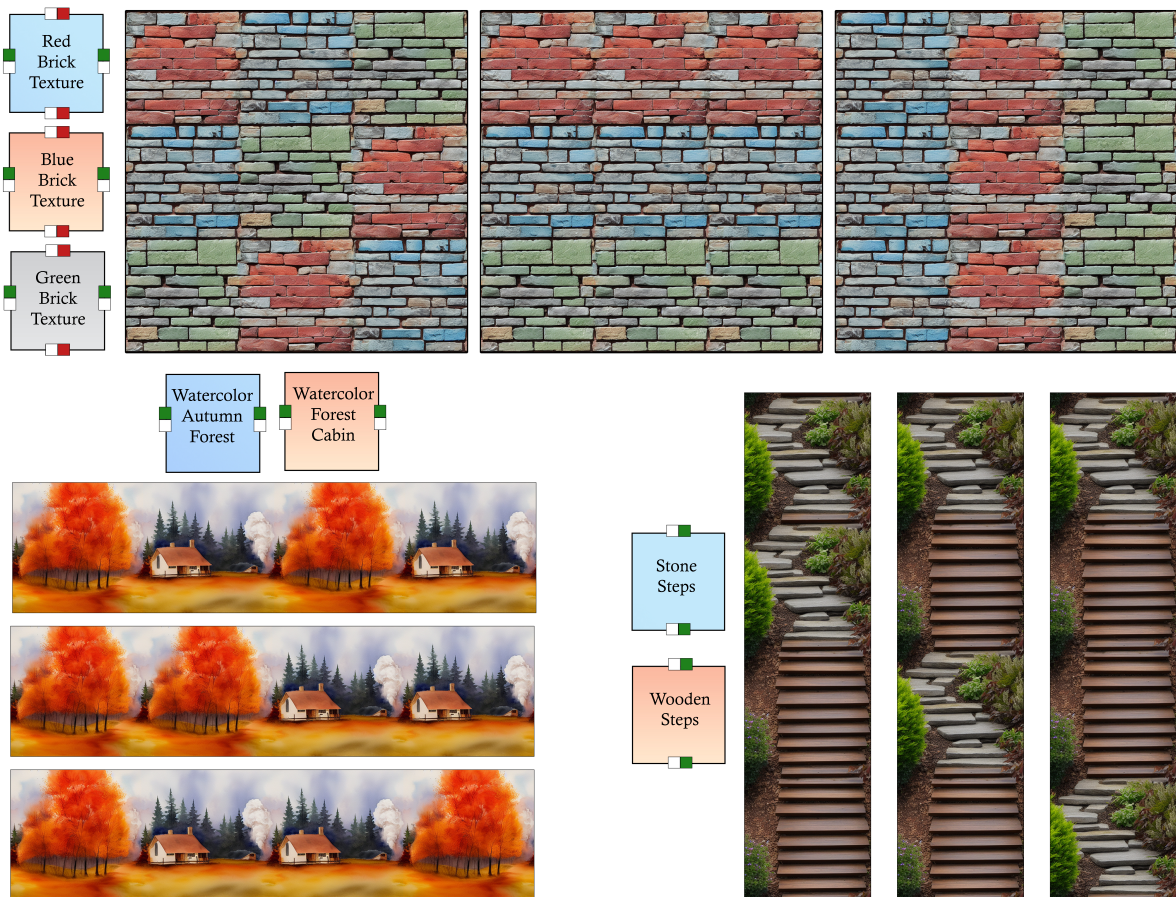 Red
Brick
Texture
Blue
Brick
Texture
Green
Brick
Texture
Watercolor
Autumn
Forest
Watercolor
Forest
Cabin
Stone
Steps
Wooden
Steps